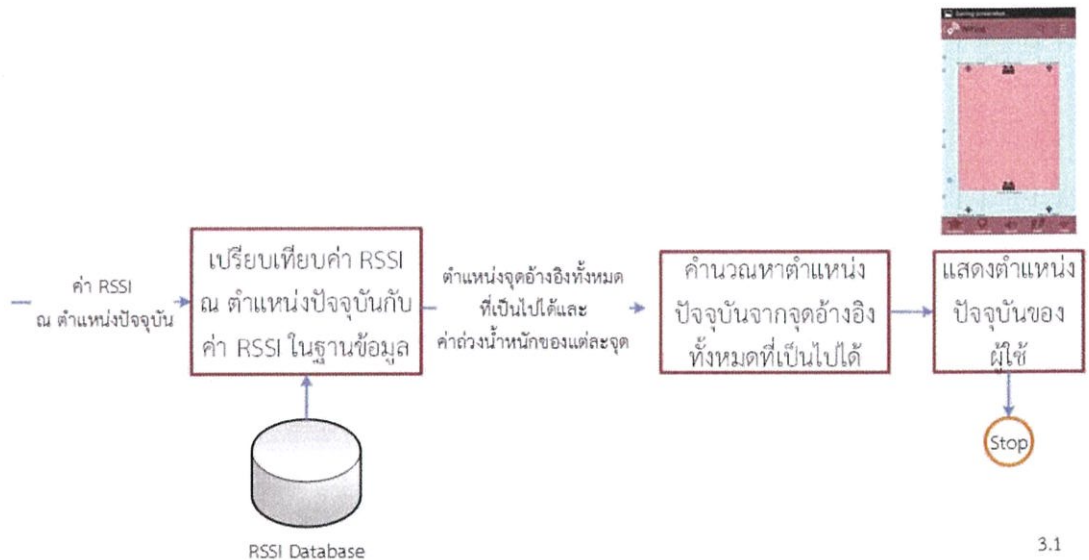 ค่า RSSI
ณ ตำแหน่งปัจจุบัน
เปรียบเทียบค่า RSSI
ณ ตำแหน่งปัจจุบันกับ
ค่า RSSI ในฐานข้อมูล
RSSI Database
ตำแหน่งจุดอ้างอิงทั้งหมด
ที่เป็นไปได้และ
ค่าถ่วงน้ำหนักของแต่ละจุด
คำนวณหาตำแหน่ง
ปัจจุบันจากจุดอ้างอิง
ทั้งหมดที่เป็นไปได้
แสดงตำแหน่ง
ปัจจุบันของ
ผู้ใช้
Stop
3.1